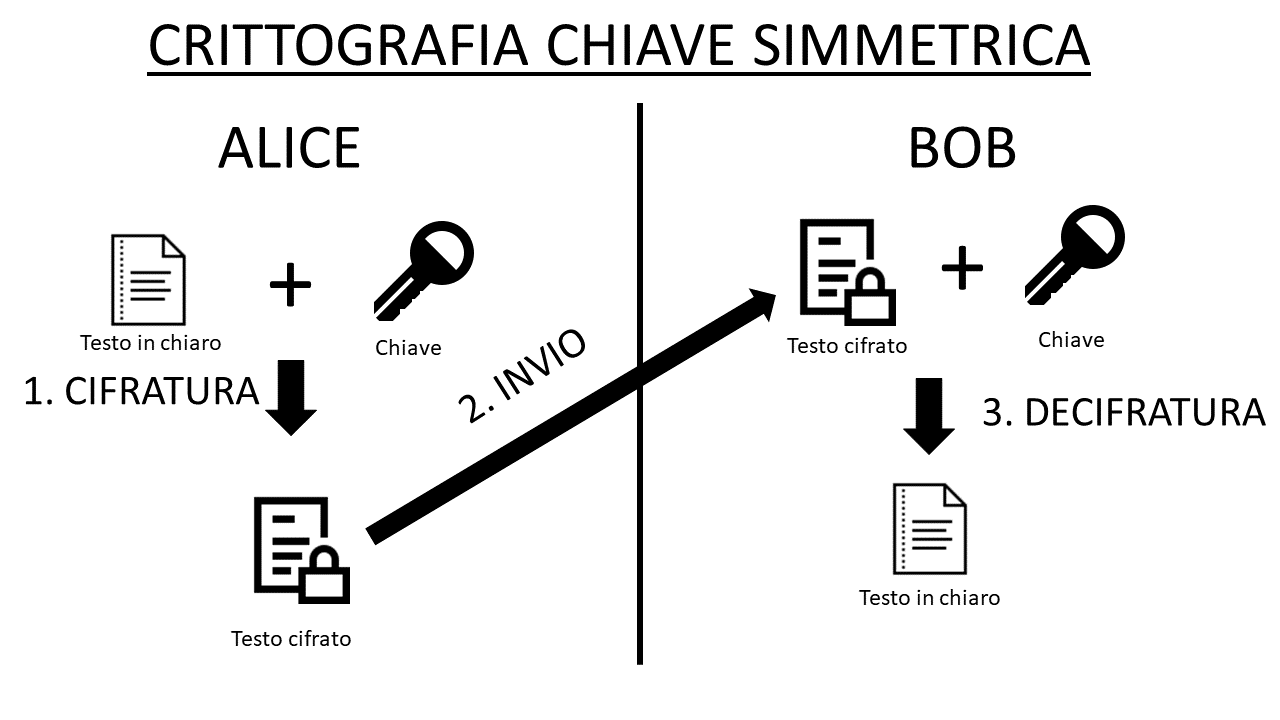 CRITTOGRAFIA CHIAVE SIMMETRICA
ALICE
Testo in chiaro
+
Chiave
1. CIFRATURA
Testo cifrato
2. INVIO
BOB
Testo cifrato
+
Chiave
3. DECIFRATURA
Testo in chiaro